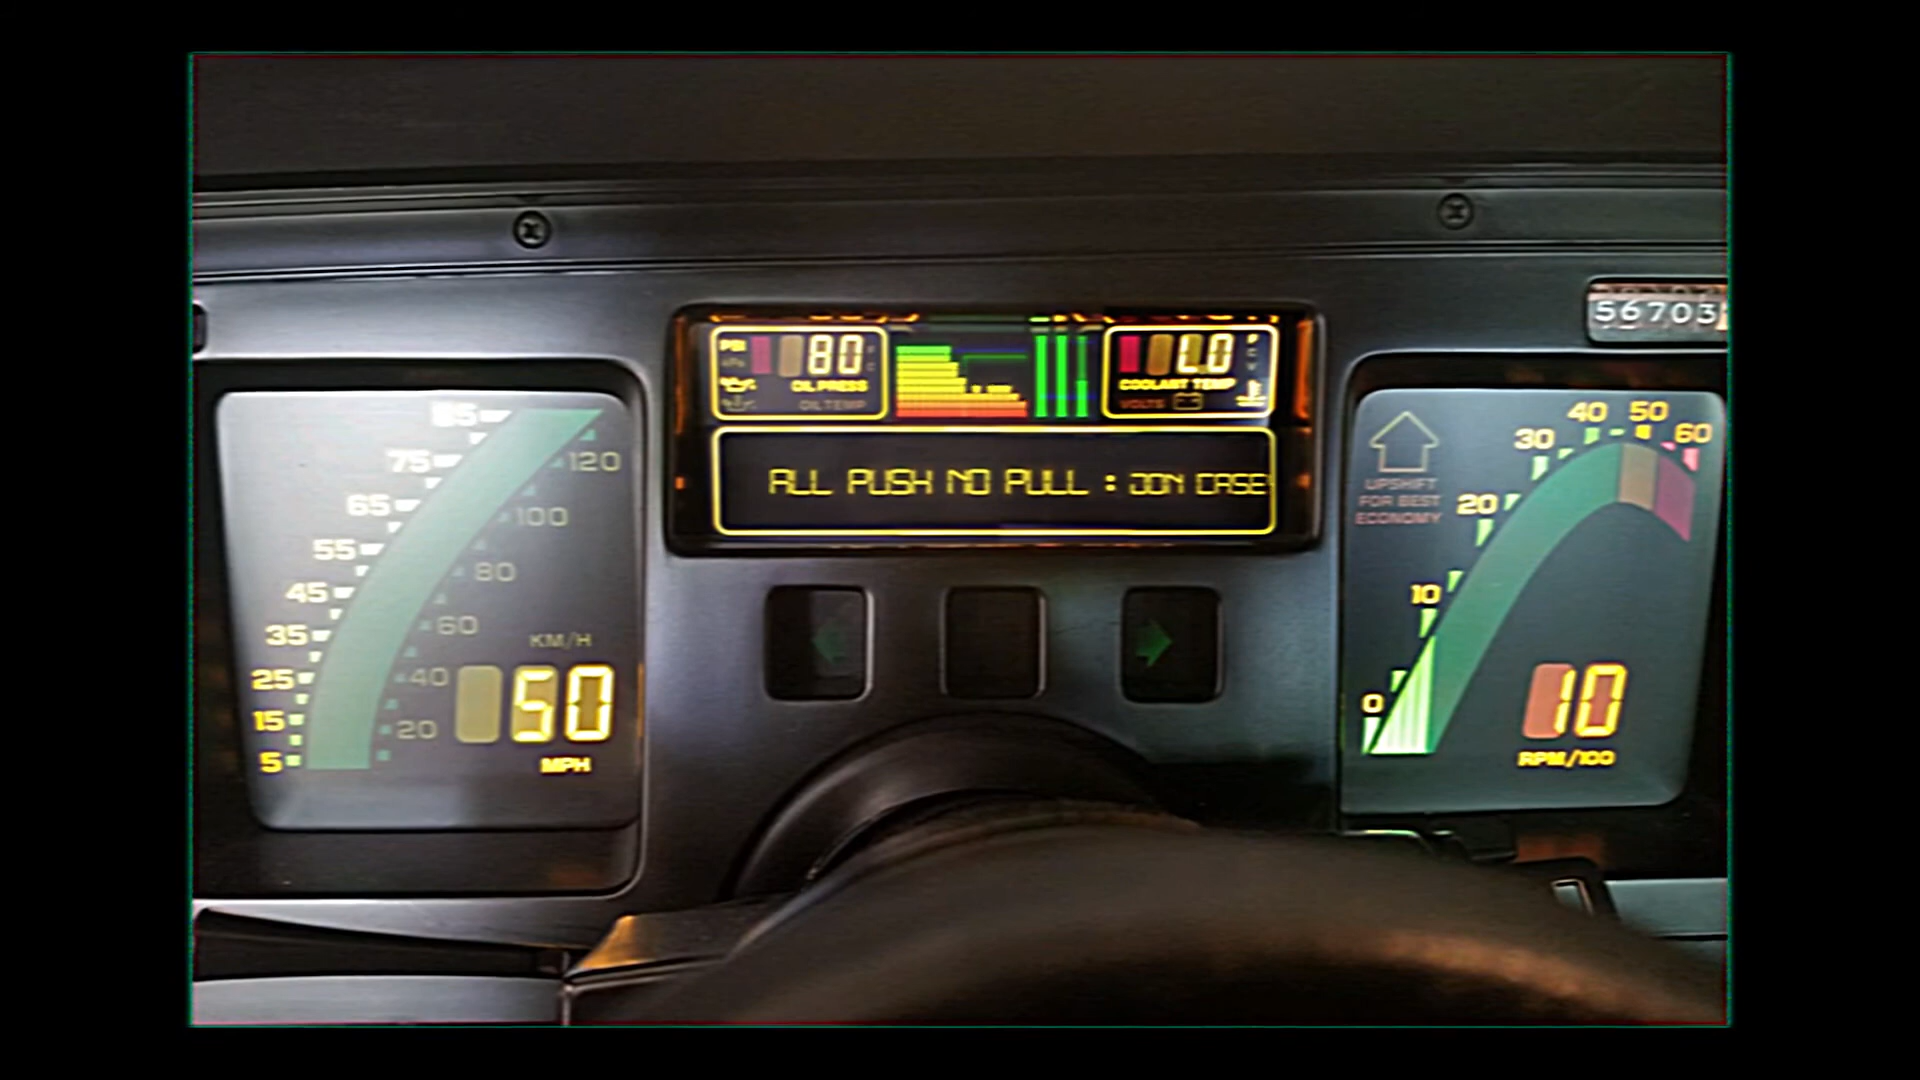 56703
PSI
80
OIL PRESS
OIL TEMP
LO
COOLANT TEMP
VOLTS
ALL PUSH NO PULL : JON CASE
85
75
65
55
45
35
25
15
5
120
100
80
60
40
20
KM/H
50
MPH
UPSHIFT
FOR BEST
ECONOMY
0
10
20
30
40
50
60
10
RPM/100